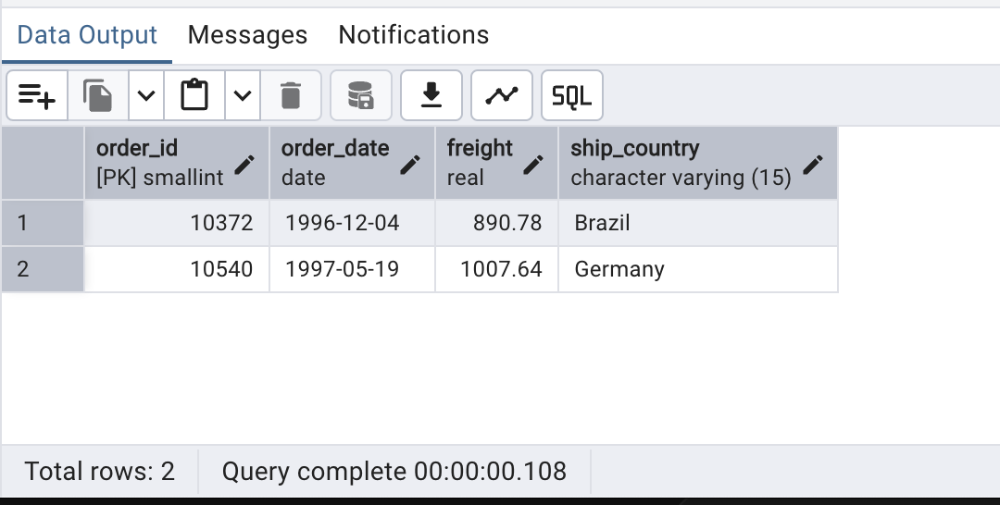 Data Output Messages Notifications
SQL
order_id order_date freight ship_country
[PK] smallint date real character varying (15)
1 10372 1996-12-04 890.78 Brazil
2 10540 1997-05-19 1007.64 Germany
Total rows: 2 Query complete 00:00:00.108